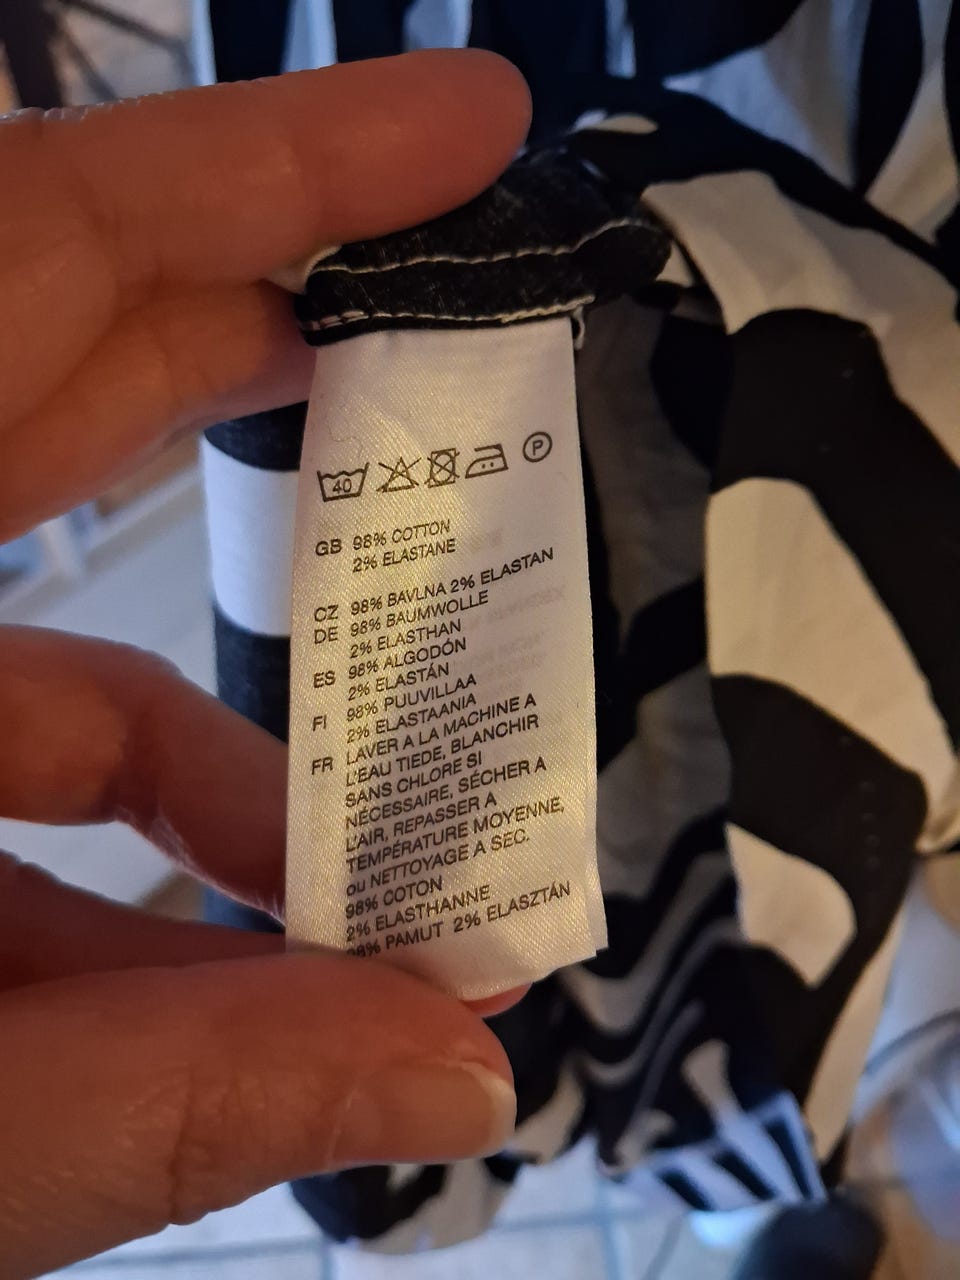 40 P
GB 98% COTTON
2% ELASTANE
CZ 98% BAVLNA 2% ELASTAN
DE 98% BAUMWOLLE
2% ELASTHAN
ES 98% ALGODÓN
2% ELASTÁN
FI 98% PUUVILLAA
2% ELASTAANIA
FR LAVER A LA MACHINE A
L'EAU TIEDE, BLANCHIR
SANS CHLORE SI
NÉCESSAIRE, SÉCHER A
L'AIR, REPASSER A
TEMPÉRATURE MOYENNE,
ou NETTOYAGE A SEC.
98% COTON
2% ELASTHANNE
98% PAMUT 2% ELASZTÁN